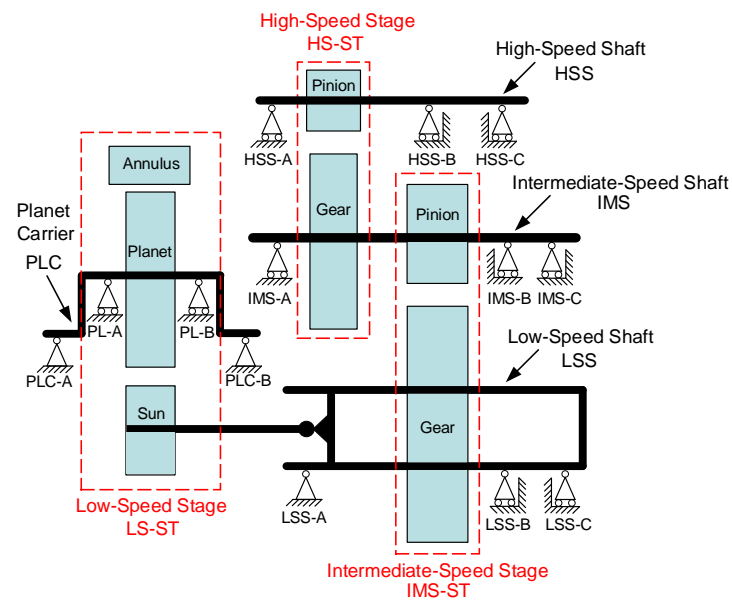 High-Speed Stage
HS-ST
High-Speed Shaft
HSS
Pinion
HSS-A
HSS-B
HSS-C
Annulus
Gear
Pinion
Intermediate-Speed Shaft
IMS
Planet
Carrier
PLC
Planet
IMS-A
IMS-B
IMS-C
PL-A
PL-B
PLC-A
PLC-B
Low-Speed Shaft
LSS
Sun
Gear
LSS-A
LSS-B
LSS-C
Low-Speed Stage
LS-ST
Intermediate-Speed Stage
IMS-ST